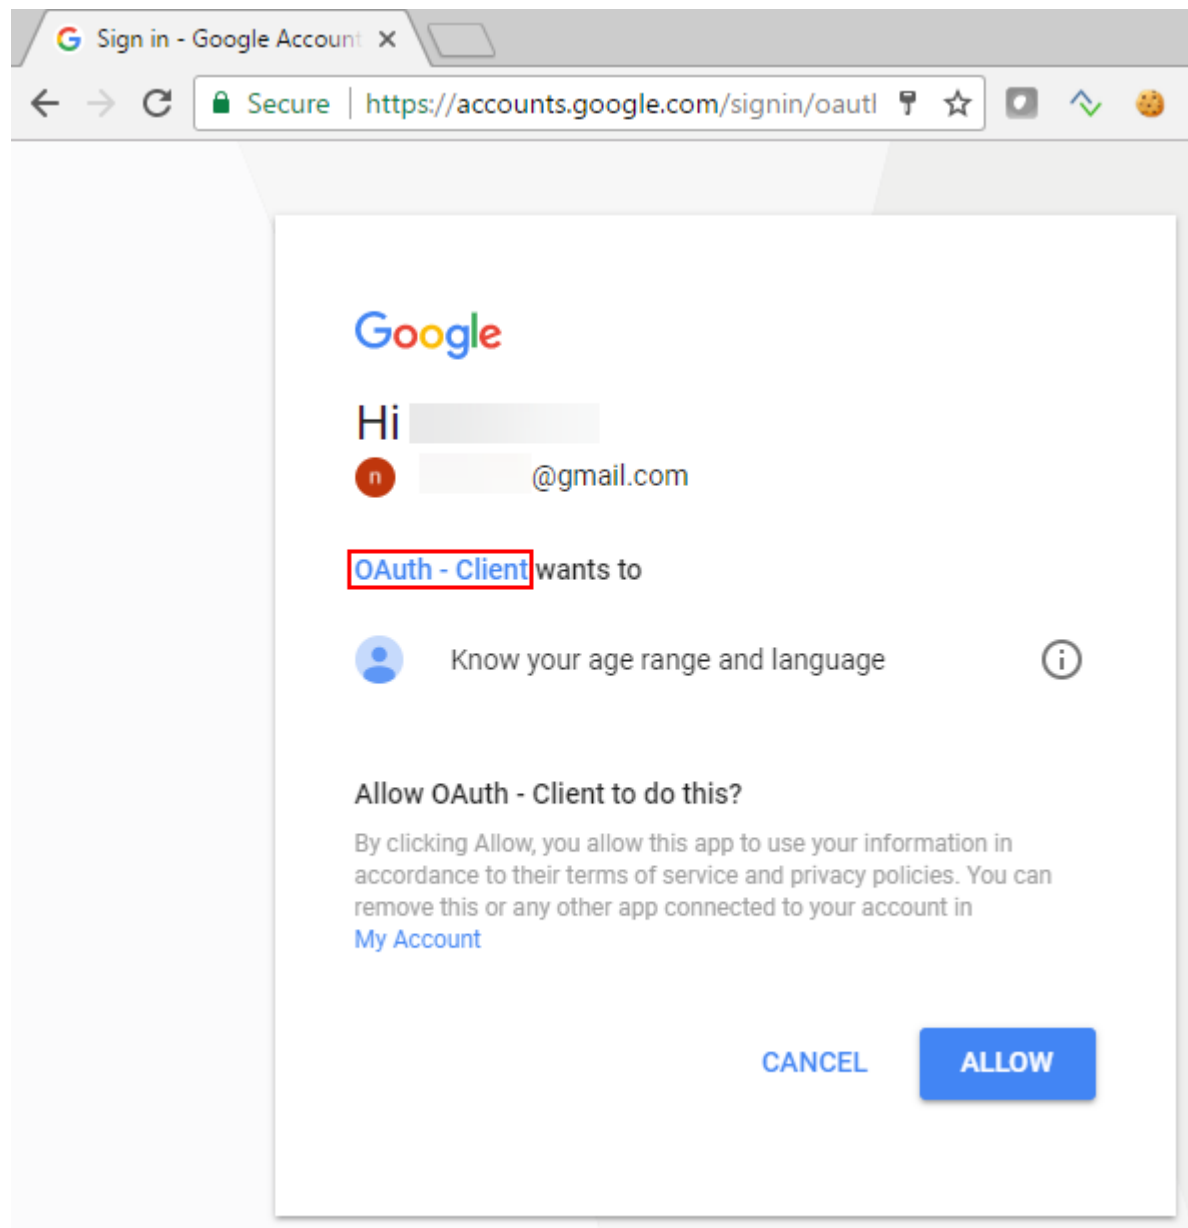 Sign in - Google Account
Secure | https://accounts.google.com/signin/oaut
Google
Hi
n @gmail.com
OAuth - Client wants to
Know your age range and language
Allow OAuth - Client to do this?
By clicking Allow, you allow this app to use your information in
accordance to their terms of service and privacy policies. You can
remove this or any other app connected to your account in
My Account
CANCEL ALLOW